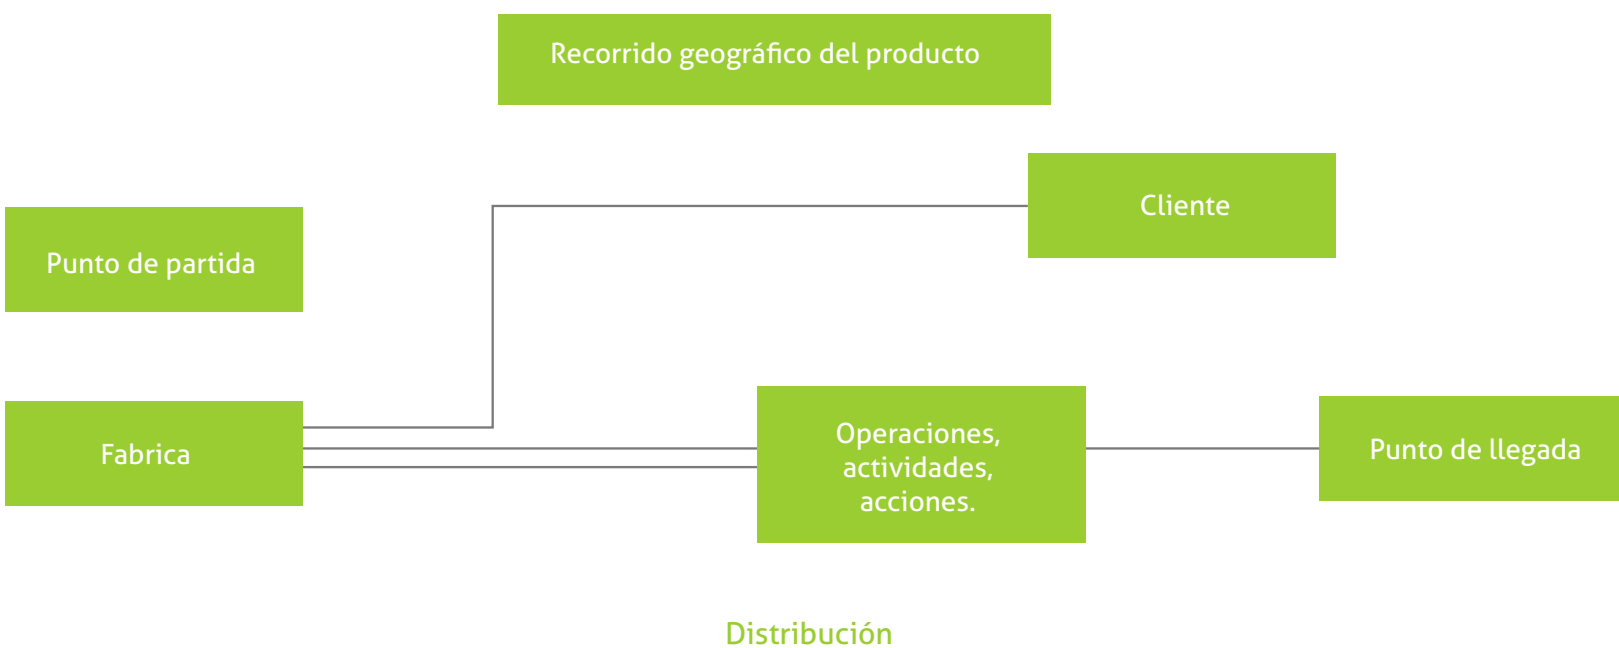 Recorrido geográfico del producto
Cliente
Punto de partida
Fabrica
Operaciones,
actividades,
acciones.
Punto de llegada
Distribución